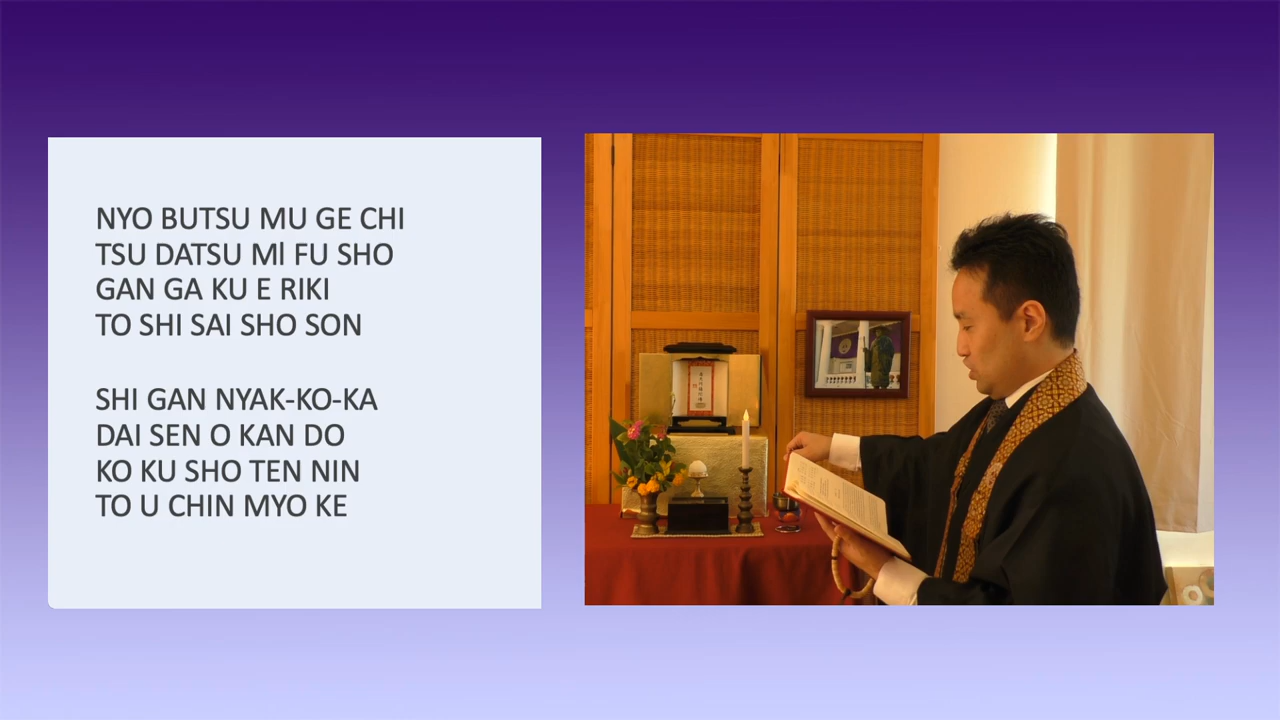 NYO BUTSU MU GE CHI
TSU DATSU MI FU SHO
GAN GA KU E RIKI
TO SHI SAI SHO SON
SHI GAN NYAK-KO-KA
DAI SEN O KAN DO
KO KU SHO TEN NIN
TO U CHIN MYO KE